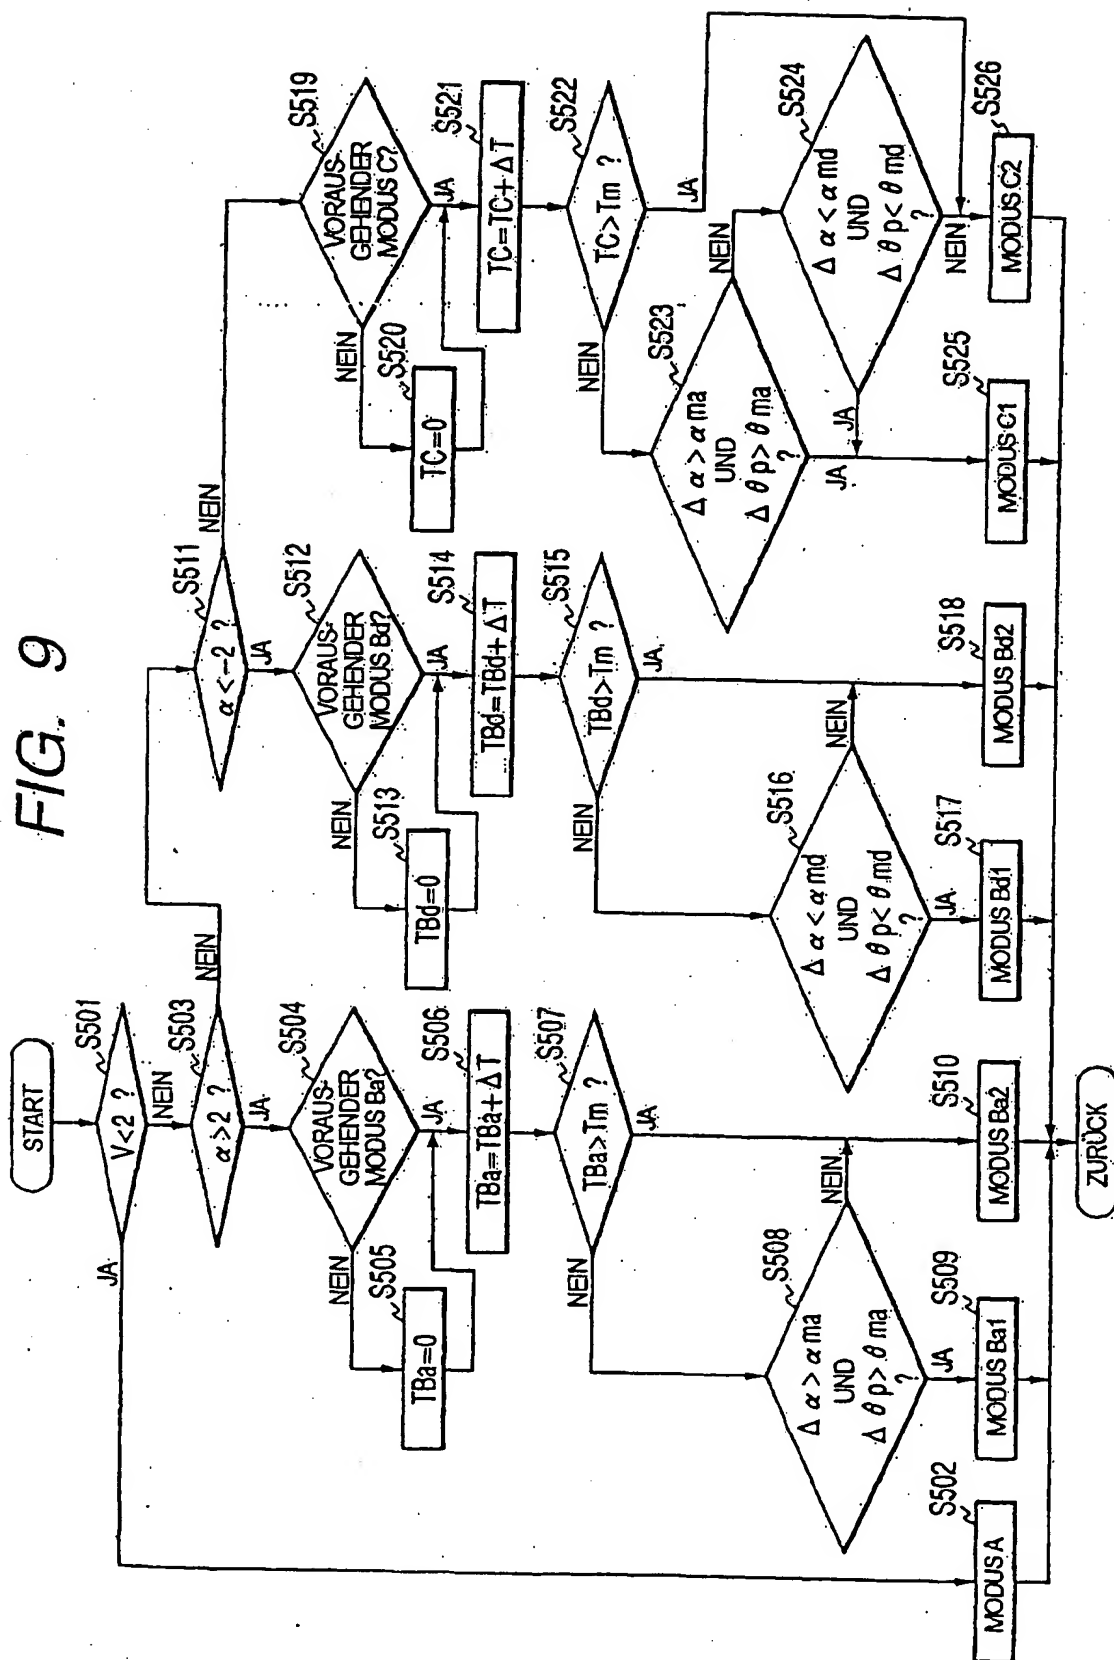 FIG. 9
START
S501
V<2 ?
JA
NEIN
S503
α>2 ?
NEIN
JA
S504
VORAUS-
GEHENDER
MODUS Ba?
NEIN
JA
S505
TBa=0
S506
TBa=TBa+ΔT
S507
TBa>Tm ?
NEIN
JA
S508
Δα>αma
UND
Δθp>θma
?
NEIN
JA
S502
MODUS A
S509
MODUS Ba1
S510
MODUS Ba2
S511
α<-2 ?
NEIN
JA
S512
VORAUS-
GEHENDER
MODUS Bd?
NEIN
JA
S513
TBd=0
S514
TBd=TBd+ΔT
S515
TBd>Tm ?
NEIN
JA
S516
Δα<αmd
UND
Δθp<θmd
?
NEIN
JA
S517
MODUS Bd1
S518
MODUS Bd2
S519
VORAUS-
GEHENDER
MODUS C?
NEIN
JA
S520
TC=0
S521
TC=TC+ΔT
S522
TC>Tm ?
NEIN
JA
S523
Δα>αma
UND
Δθp>θma
?
NEIN
JA
S524
Δα<αmd
UND
Δθp<θmd
?
JA
NEIN
S525
MODUS C1
S526
MODUS C2
ZURÜCK